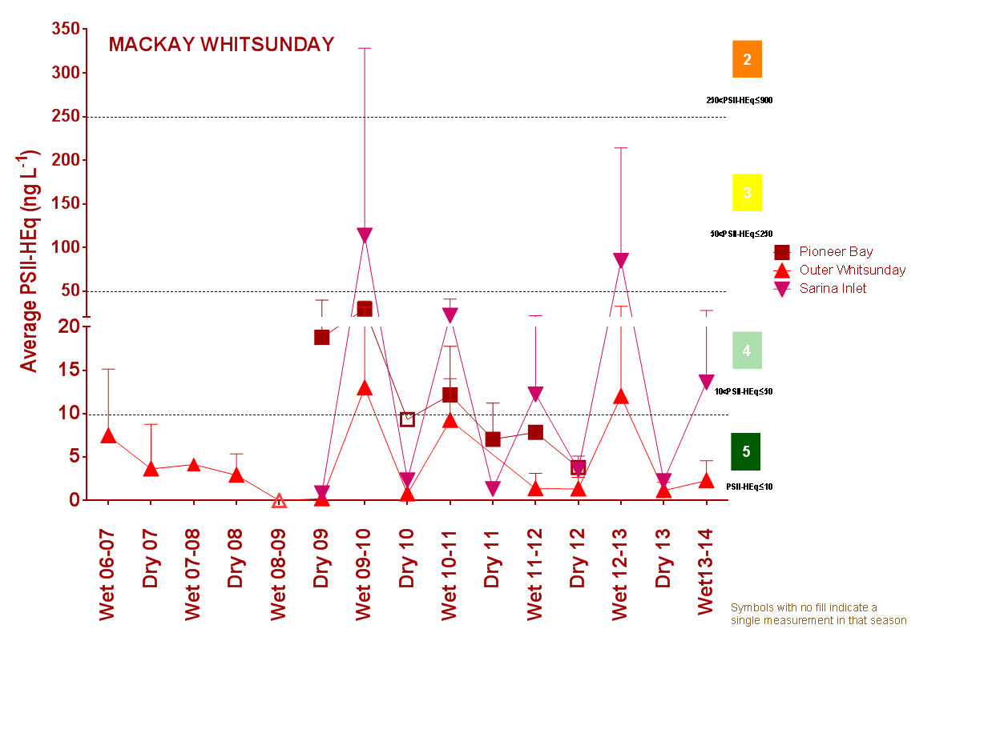 MACKAY WHITSUNDAY
Average PSII-HEq (ng L-1)
350
300
250
200
150
100
50
20
15
10
5
0
Wet 06-07
Dry 07
Wet 07-08
Dry 08
Wet 08-09
Dry 09
Wet 09-10
Dry 10
Wet 10-11
Dry 11
Wet 11-12
Dry 12
Wet 12-13
Dry 13
Wet13-14
2
250<PSII-HEq≤900
3
50<PSII-HEq≤250
Pioneer Bay
Outer Whitsunday
Sarina Inlet
4
10<PSII-HEq≤50
5
PSII-HEq≤10
Symbols with no fill indicate a
single measurement in that season